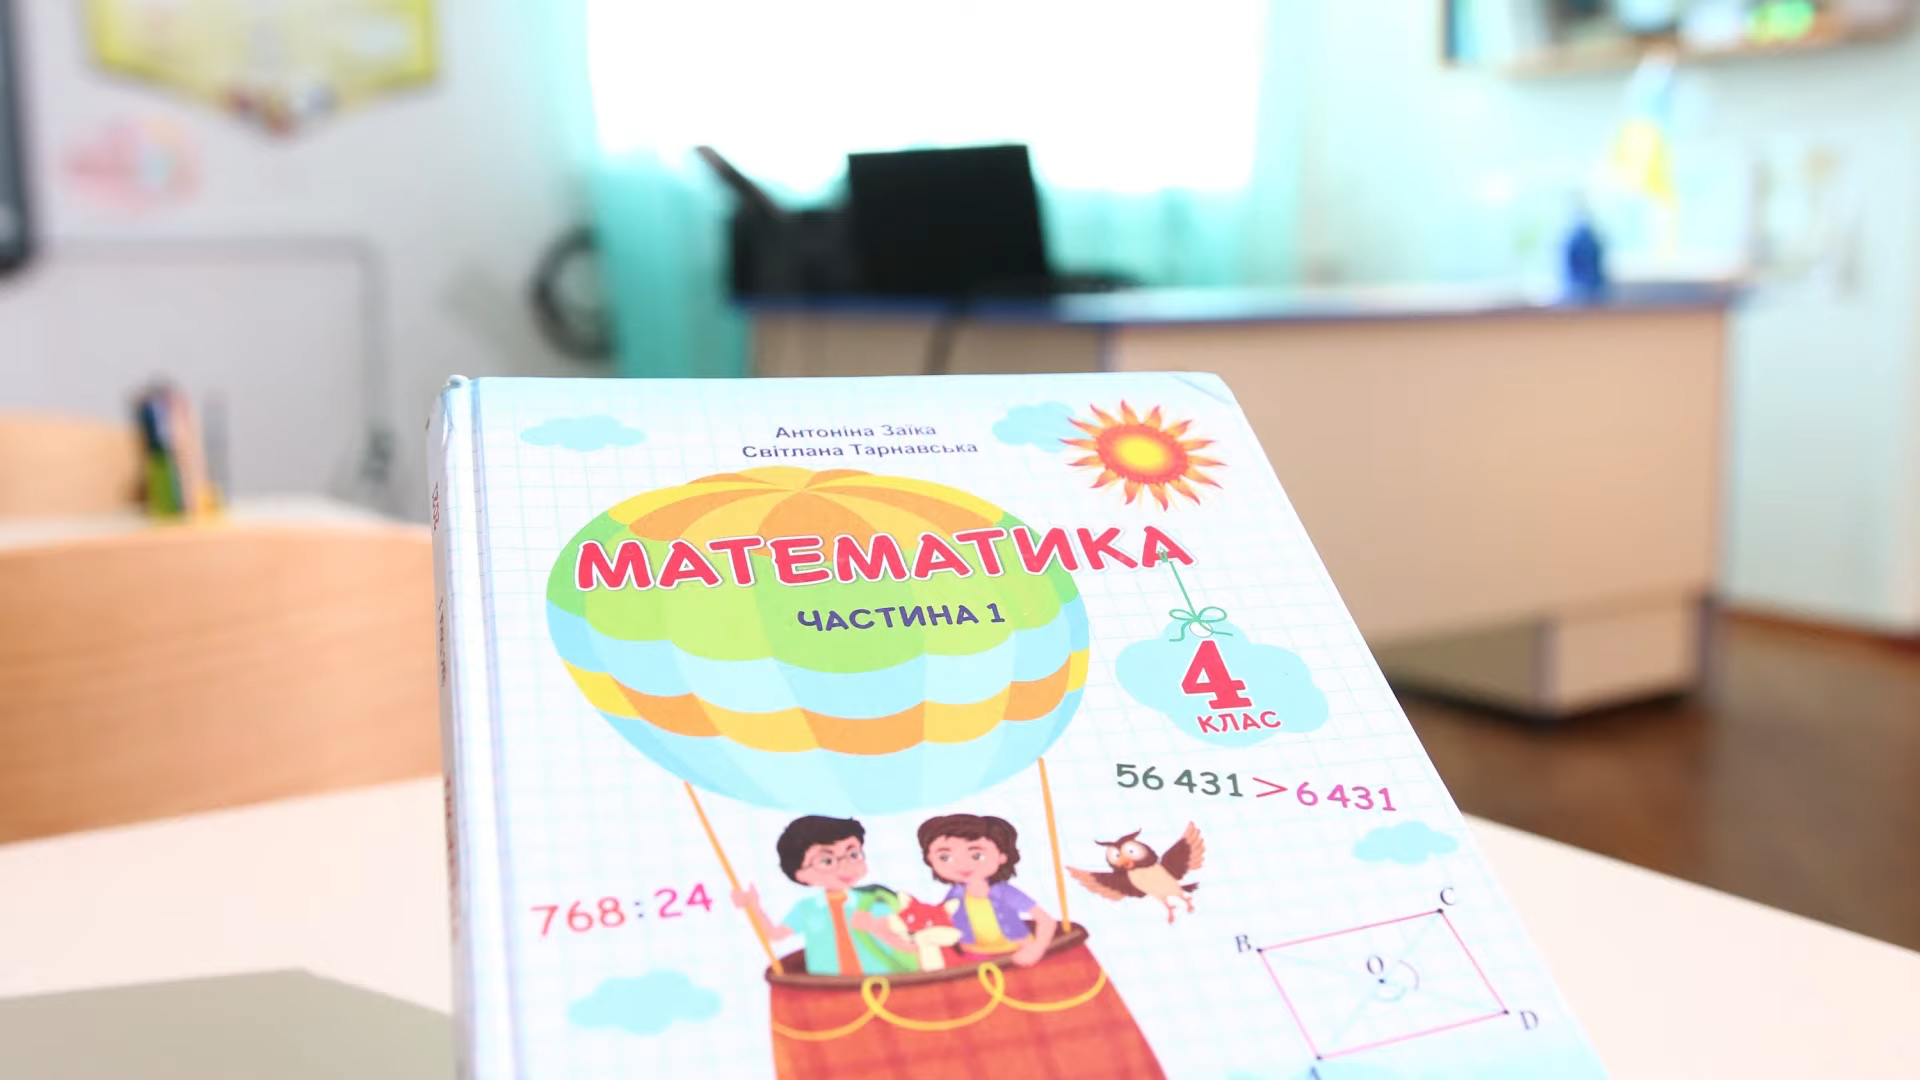 Антоніна Заїка
Світлана Тарнавська
МАТЕМАТИКА
ЧАСТИНА 1
4
КЛАС
56 431 > 6 431
768 : 24
C
B
O
D